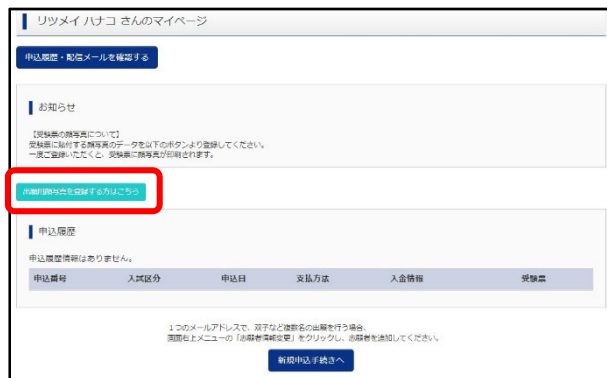 リツメイ ハナコ さんのマイページ
申込履歴・配信メールを確認する
お知らせ
【受験票の顔写真について】
受験票に貼付する顔写真のデータを以下のボタンより登録してください。
一度ご登録いただくと、受験票に顔写真が印刷されます。
出願用顔写真を登録する方はこちら
申込履歴
申込履歴情報はありません。
申込番号 入試区分 申込日 支払方法 入金情報 受験票
1つのメールアドレスで、双子など複数名の出願を行う場合、
画面右上メニューの「志願者情報変更」をクリックし、志願者を追加してください。
新規申込手続きへ